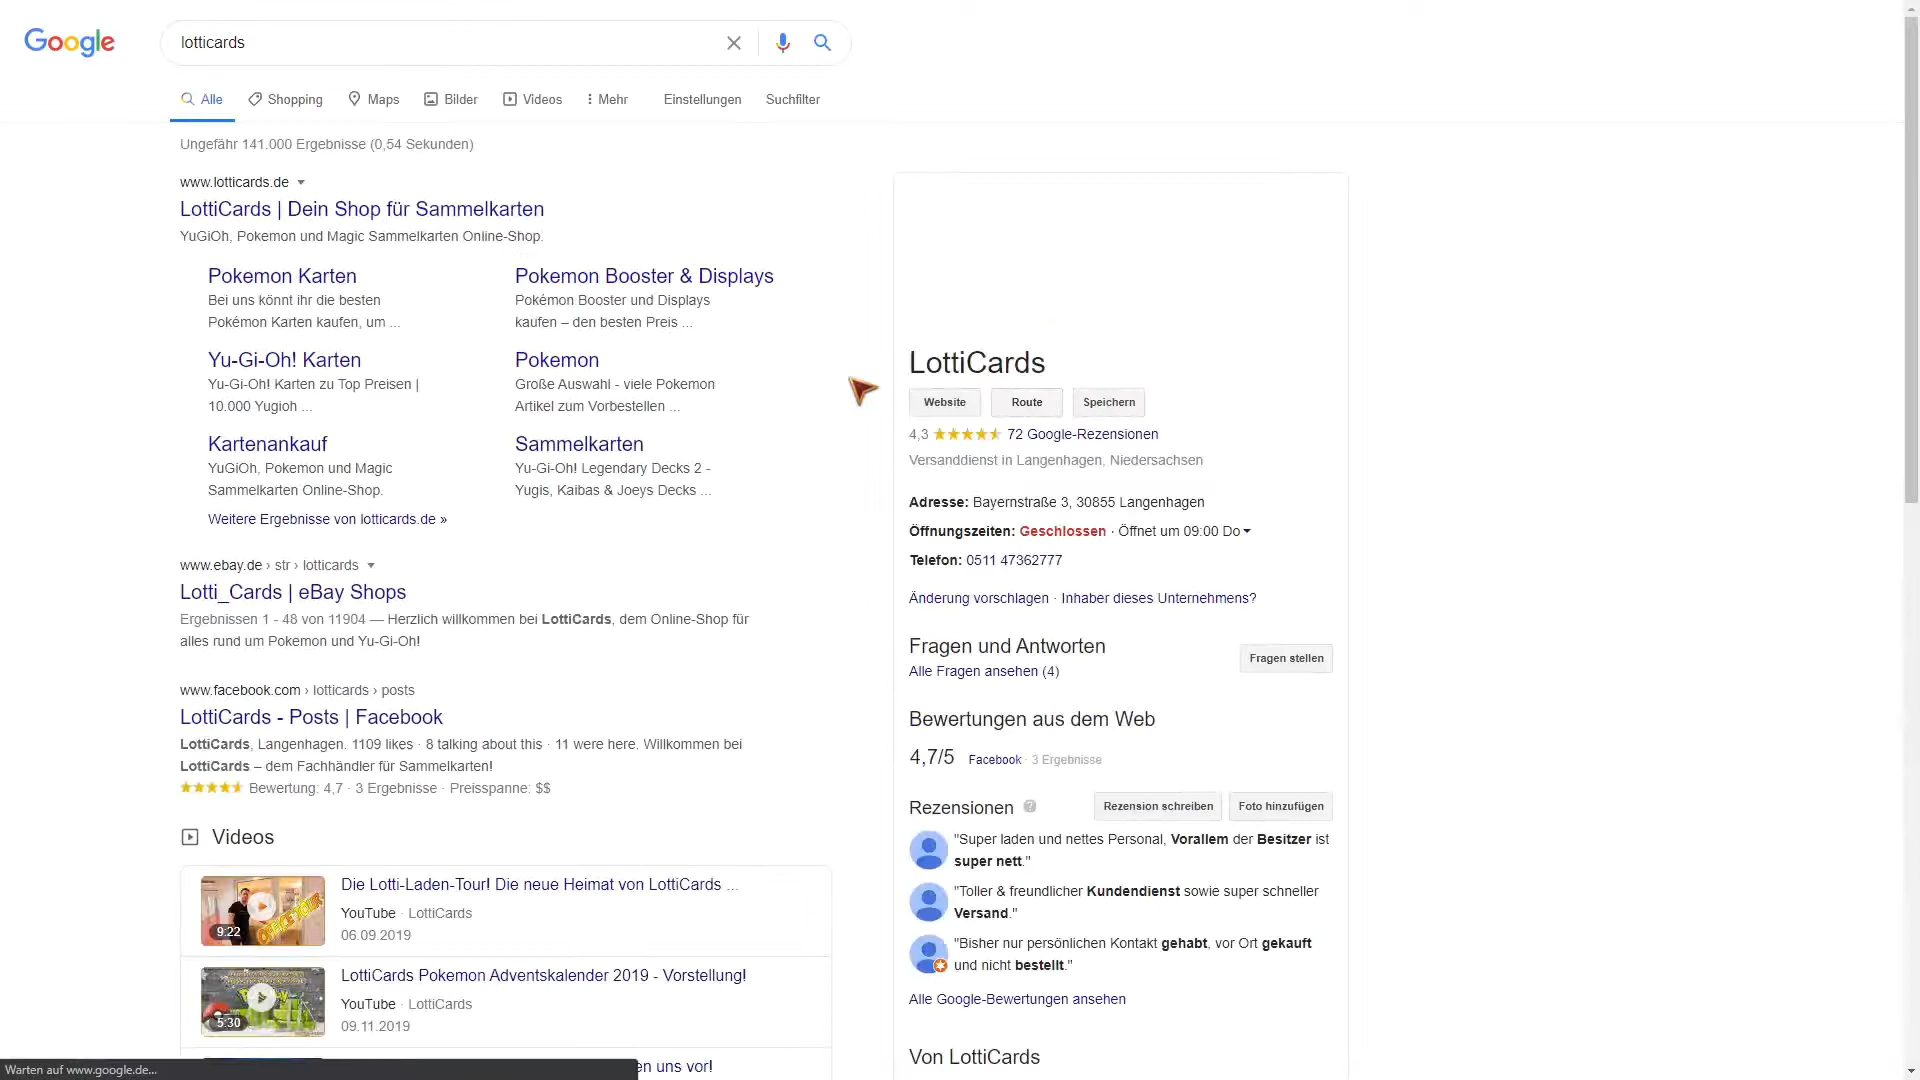 Google
lotticards
Alle
Shopping
Maps
Bilder
Videos
Mehr
Einstellungen
Suchfilter
Ungefähr 141.000 Ergebnisse (0,54 Sekunden)
www.lotticards.de
LottiCards | Dein Shop für Sammelkarten
YuGiOh, Pokemon und Magic Sammelkarten Online-Shop.
Pokemon Karten
Bei uns könnt ihr die besten
Pokémon Karten kaufen, um ...
Pokemon Booster & Displays
Pokémon Booster und Displays
kaufen – den besten Preis ...
Yu-Gi-Oh! Karten
Yu-Gi-Oh! Karten zu Top Preisen |
10.000 Yugioh ...
Pokemon
Große Auswahl - viele Pokemon
Artikel zum Vorbestellen ...
Kartenankauf
YuGiOh, Pokemon und Magic
Sammelkarten Online-Shop.
Sammelkarten
Yu-Gi-Oh! Legendary Decks 2 -
Yugis, Kaibas & Joeys Decks ...
Weitere Ergebnisse von lotticards.de »
www.ebay.de › str › lotticards
Lotti_Cards | eBay Shops
Ergebnissen 1 - 48 von 11904 — Herzlich willkommen bei LottiCards, dem Online-Shop für
alles rund um Pokemon und Yu-Gi-Oh!
www.facebook.com › lotticards › posts
LottiCards - Posts | Facebook
LottiCards, Langenhagen. 1109 likes · 8 talking about this · 11 were here. Willkommen bei
LottiCards – dem Fachhändler für Sammelkarten!
Bewertung: 4,7 · 3 Ergebnisse · Preisspanne: $$
Videos
9:22
Die Lotti-Laden-Tour! Die neue Heimat von LottiCards ...
YouTube · LottiCards
06.09.2019
5:30
LottiCards Pokemon Adventskalender 2019 - Vorstellung!
YouTube · LottiCards
09.11.2019
en uns vor!
Warten auf www.google.de...
LottiCards
Website
Route
Speichern
4,3 72 Google-Rezensionen
Versanddienst in Langenhagen, Niedersachsen
Adresse: Bayernstraße 3, 30855 Langenhagen
Öffnungszeiten: Geschlossen · Öffnet um 09:00 Do
Telefon: 0511 47362777
Änderung vorschlagen · Inhaber dieses Unternehmens?
Fragen und Antworten
Alle Fragen ansehen (4)
Fragen stellen
Bewertungen aus dem Web
4,7/5 Facebook · 3 Ergebnisse
Rezensionen
Rezension schreiben
Foto hinzufügen
"Super laden und nettes Personal, Vorallem der Besitzer ist
super nett."
"Toller & freundlicher Kundendienst sowie super schneller
Versand."
"Bisher nur persönlichen Kontakt gehabt, vor Ort gekauft
und nicht bestellt."
Alle Google-Bewertungen ansehen
Von LottiCards